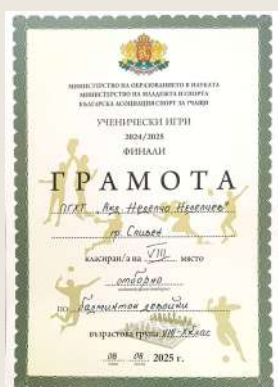 МИНИСТЕРСТВО НА ОБРАЗОВАНИЕТО И НАУКАТА
МИНИСТЕРСТВО НА МЛАДЕЖТА И СПОРТА
БЪЛГАРСКА АСОЦИАЦИЯ СПОРТ ЗА УЧАЩИ
УЧЕНИЧЕСКИ ИГРИ
2024/2025
ФИНАЛИ
ГРАМОТА
ПГХТ "Акад. Неделчо Неделчев"
гр. Сливен
класиран/а на VIII място
отборно
по бадминтон девойки
възрастова група VIII-X клас
08 08 2025 г.